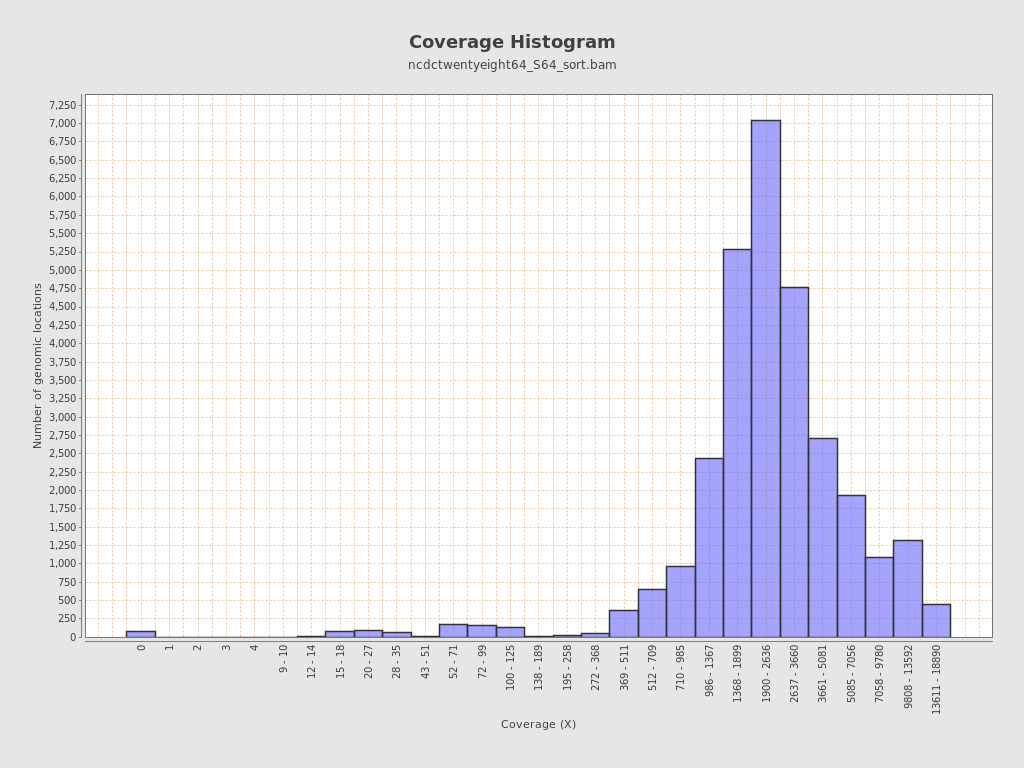 Coverage Histogram
ncdctwentyeight64_S64_sort.bam
Number of genomic locations
7,250
7,000
6,750
6,500
6,250
6,000
5,750
5,500
5,250
5,000
4,750
4,500
4,250
4,000
3,750
3,500
3,250
3,000
2,750
2,500
2,250
2,000
1,750
1,500
1,250
1,000
750
500
250
0
0
1
2
3
4
9 - 10
12 - 14
15 - 18
20 - 27
28 - 35
43 - 51
52 - 71
72 - 99
100 - 125
138 - 189
195 - 258
272 - 368
369 - 511
512 - 709
710 - 985
986 - 1367
1368 - 1899
1900 - 2636
2637 - 3660
3661 - 5081
5085 - 7056
7058 - 9780
9808 - 13592
13611 - 18890
Coverage (X)